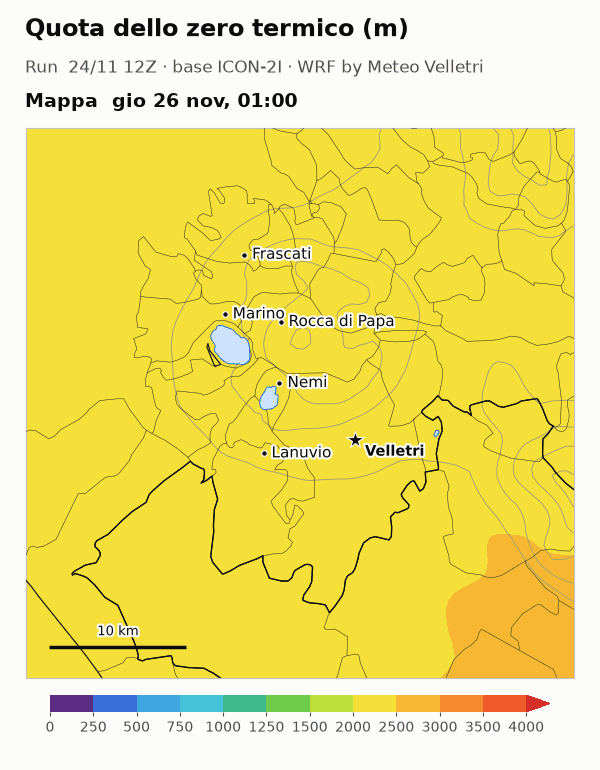 Quota dello zero termico (m)
Run  24/11 12Z · base ICON-2I · WRF by Meteo Velletri
Mappa  gio 26 nov, 01:00
Frascati
Marino
Rocca di Papa
Nemi
Velletri
Lanuvio
10 km
0 250 500 750 1000 1250 1500 2000 2500 3000 3500 4000